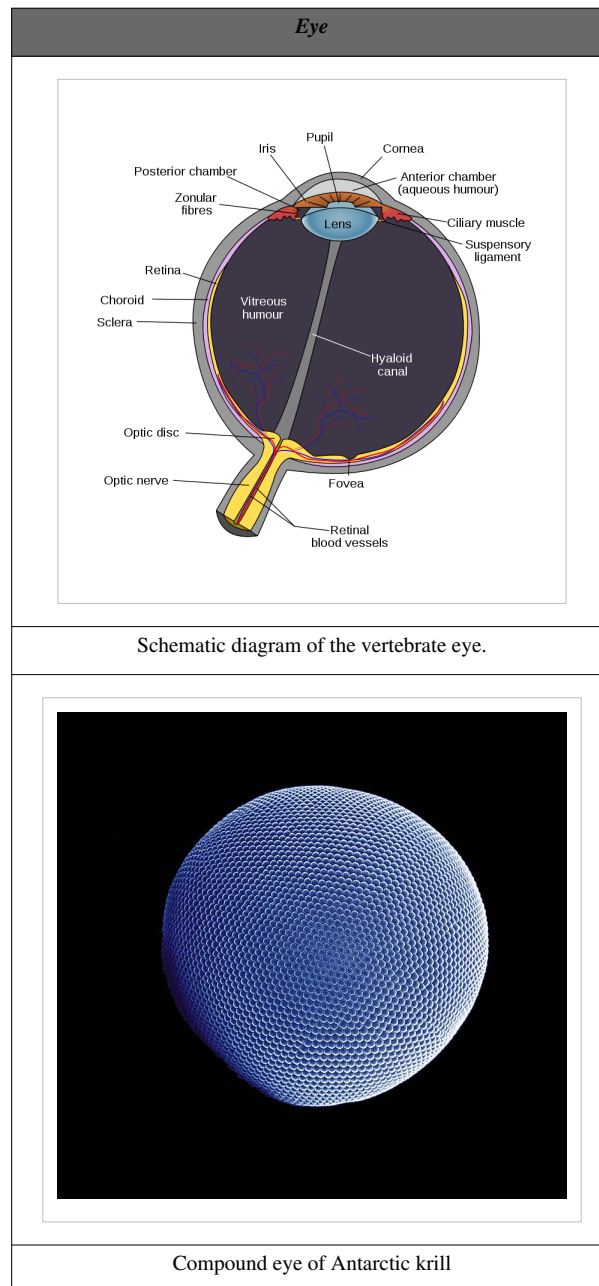 Eye
Pupil
Iris
Cornea
Posterior chamber
Anterior chamber
(aqueous humour)
Zonular
fibres
Lens
Ciliary muscle
Suspensory
ligament
Retina
Choroid
Sclera
Vitreous
humour
Hyaloid
canal
Optic disc
Optic nerve
Fovea
Retinal
blood vessels
Schematic diagram of the vertebrate eye.
Compound eye of Antarctic krill